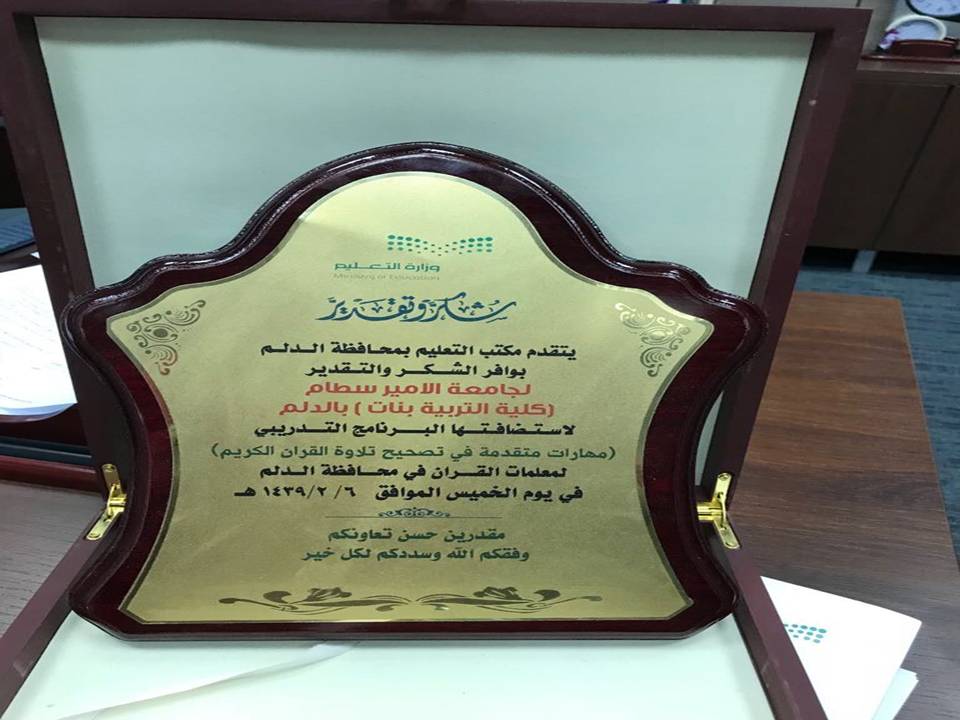 وزارة التعليم
Ministry of Education
شكر وتقدير
يتقدم مكتب التعليم بمحافظة الدلم
بوافر الشكر والتقدير
لجامعة الامير سطام
(كلية التربية بنات ) بالدلم
لاستضافتها البرنامج التدريبي
(مهارات متقدمة في تصحيح تلاوة القران الكريم)
لمعلمات القران في محافظة الدلم
في يوم الخميس الموافق ٦ /١٤٣٩/٢ هـ
مقدرين حسن تعاونكم
وفقكم الله وسددكم لكل خير